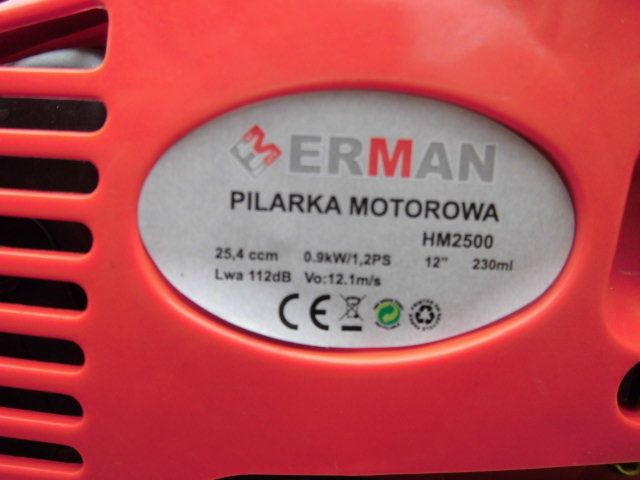 ERMAN
PILARKA MOTOROWA
HM2500
25,4 ccm 0.9kW/1,2PS 12" 230ml
Lwa 112dB Vo:12.1m/s
CE